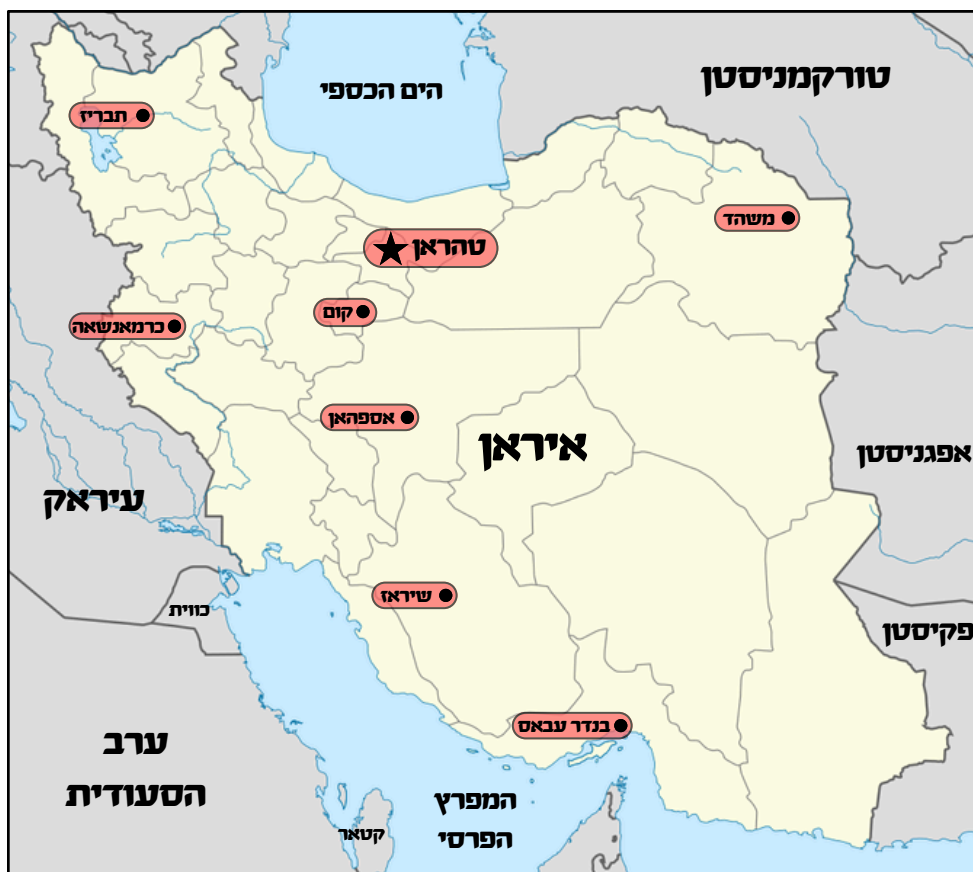 טורקמניסטן
הים הכספי
תבריז
משהד
טהראן
קום
כרמאנשאה
אספהאן
איראן
אפגניסטן
עיראק
שיראז
כווית
פקיסטן
בנדר עבאס
ערב
הסעודית
המפרץ
הפרסי
קטאר